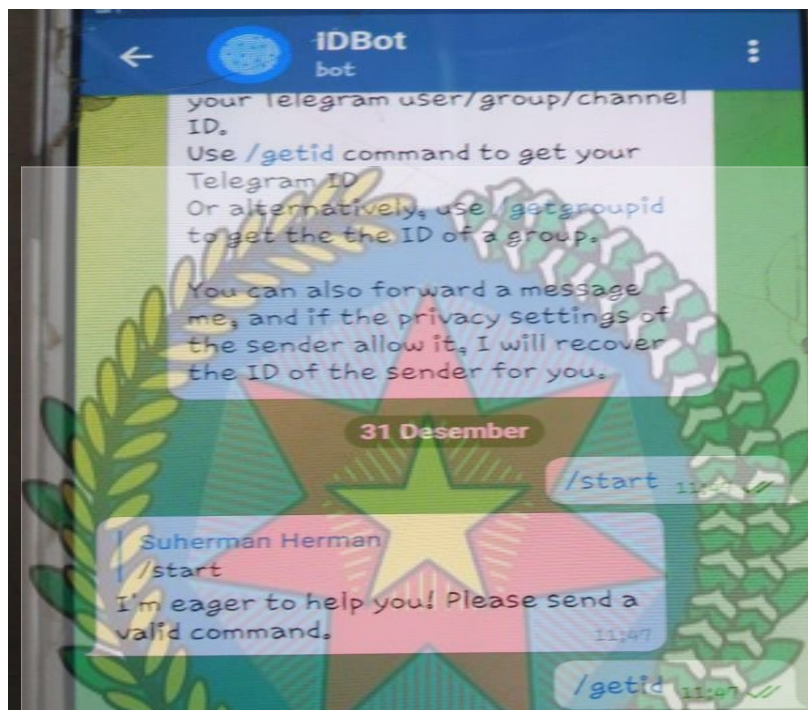 IDBot
bot
your Telegram user/group/channel
ID.
Use /getid command to get your
Telegram ID
Or alternatively, use /getgroupid
to get the the ID of a group.
You can also forward a message
me, and if the privacy settings of
the sender allow it, I will recover
the ID of the sender for you.
31 Desember
/start 11:47
Suherman Herman
/start
I'm eager to help you! Please send a
valid command.
11:47
/getid 11:47